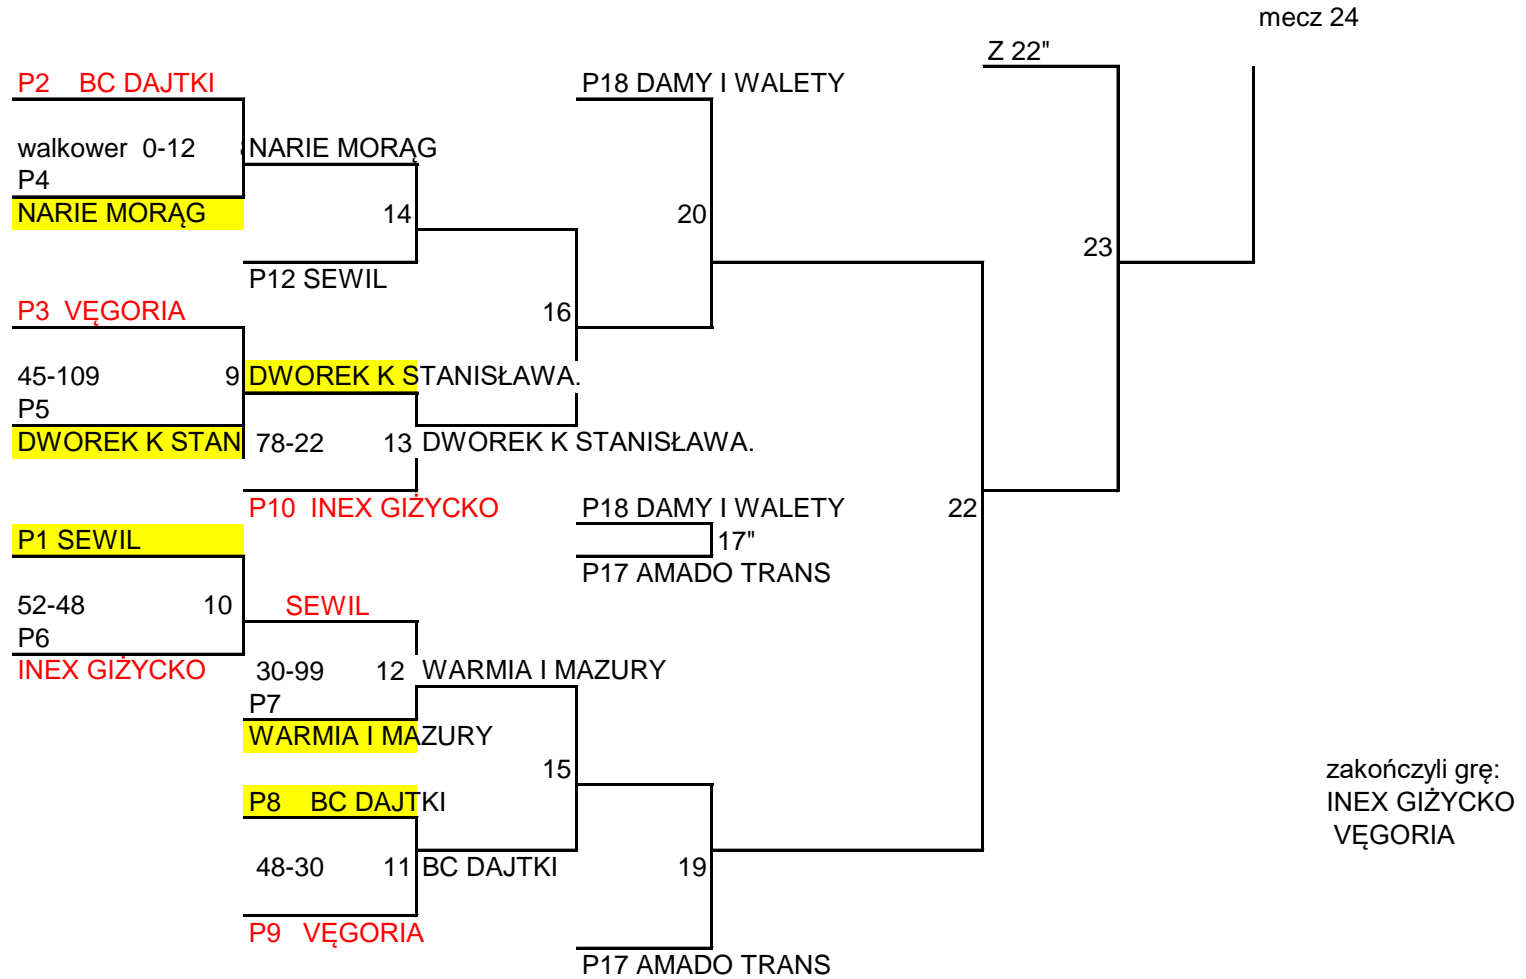 mecz 24
Z 22"
P2 BC DAJTKI
P18 DAMY I WALETY
walkower 0-12
NARIE MORĄG
P4
NARIE MORĄG
14
20
23
P12 SEWIL
P3 VĘGORIA
16
45-109 9
DWOREK K STANISŁAWA.
P5
DWOREK K STAN
78-22 13
DWOREK K STANISŁAWA.
P10 INEX GIŻYCKO
P18 DAMY I WALETY
22
P1 SEWIL
17"
P17 AMADO TRANS
52-48 10
SEWIL
P6
INEX GIŻYCKO
30-99 12
WARMIA I MAZURY
P7
WARMIA I MAZURY
15
zakończyli grę:
P8 BC DAJTKI
INEX GIŻYCKO
VĘGORIA
48-30 11
BC DAJTKI
19
P9 VĘGORIA
P17 AMADO TRANS